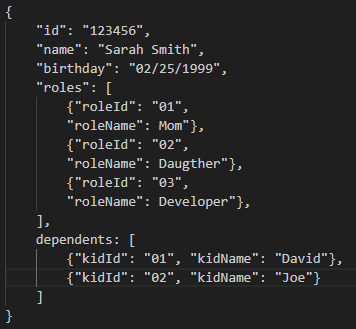 {
    "id": "123456",
    "name": "Sarah Smith",
    "birthday": "02/25/1999",
    "roles": [
        {"roleId": "01",
        "roleName": Mom"},
        {"roleId": "02",
        "roleName": Daugther"},
        {"roleId": "03",
        "roleName": Developer"},
    ],
    dependents: [
        {"kidId": "01", "kidName": "David"},
        {"kidId": "02", "kidName": "Joe"}
    ]
}